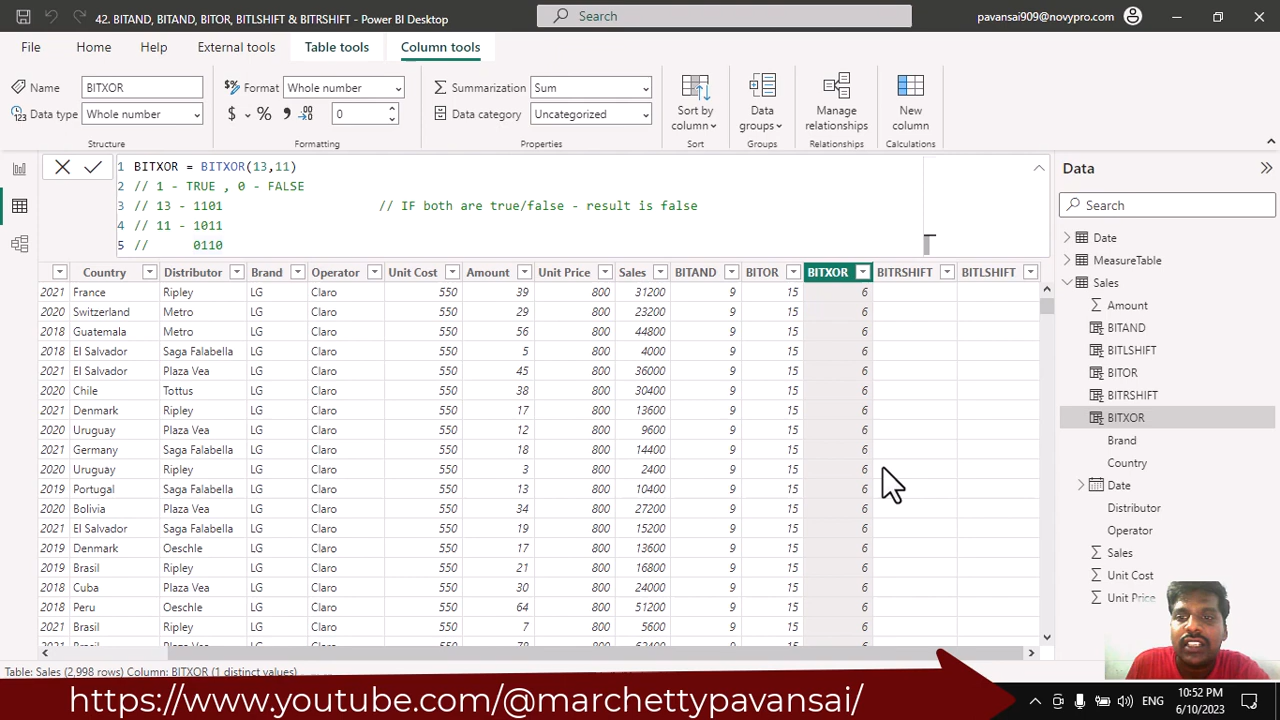 42. BITAND, BITOR, BITLSHIFT & BITRSHIFT - Power BI Desktop
Search
pavansai909@novypro.com
File
Home
Help
External tools
Table tools
Column tools
Name
BITXOR
Format
Whole number
Summarization
Sum
Data type
Whole number
$
%
0
Data category
Uncategorized
Sort by column
Data groups
Manage relationships
New column
Structure
Formatting
Properties
Sort
Groups
Relationships
Calculations
1 BITXOR = BITXOR(13,11)
2 // 1 - TRUE , 0 - FALSE
3 // 13 - 1101 // IF both are true/false - result is false
4 // 11 - 1011
5 // 0110
Country Distributor Brand Operator Unit Cost Amount Unit Price Sales BITAND BITOR BITXOR BITRSHIFT BITLSHIFT
2021 France Ripley LG Claro 550 39 800 31200 9 15 6
2020 Switzerland Metro LG Claro 550 29 800 23200 9 15 6
2018 Guatemala Metro LG Claro 550 56 800 44800 9 15 6
2018 El Salvador Saga Falabella LG Claro 550 5 800 4000 9 15 6
2021 El Salvador Plaza Vea LG Claro 550 45 800 36000 9 15 6
2020 Chile Tottus LG Claro 550 38 800 30400 9 15 6
2021 Denmark Ripley LG Claro 550 17 800 13600 9 15 6
2020 Uruguay Plaza Vea LG Claro 550 12 800 9600 9 15 6
2021 Germany Saga Falabella LG Claro 550 18 800 14400 9 15 6
2020 Uruguay Ripley LG Claro 550 3 800 2400 9 15 6
2019 Portugal Saga Falabella LG Claro 550 13 800 10400 9 15 6
2020 Bolivia Plaza Vea LG Claro 550 34 800 27200 9 15 6
2021 El Salvador Saga Falabella LG Claro 550 19 800 15200 9 15 6
2019 Denmark Oeschle LG Claro 550 17 800 13600 9 15 6
2019 Brasil Ripley LG Claro 550 21 800 16800 9 15 6
2018 Cuba Plaza Vea LG Claro 550 30 800 24000 9 15 6
2018 Peru Oeschle LG Claro 550 64 800 51200 9 15 6
2021 Brasil Ripley LG Claro 550 7 800 5600 9 15 6
Data
Search
Date
MeasureTable
Sales
Amount
BITAND
BITLSHIFT
BITOR
BITRSHIFT
BITXOR
Brand
Country
Date
Distributor
Operator
Sales
Unit Cost
Unit Price
Table: Sales (2,998 rows) Column: BITXOR (1 distinct values)
https://www.youtube.com/@marchettypavansai/
ENG
10:52 PM
6/10/2023